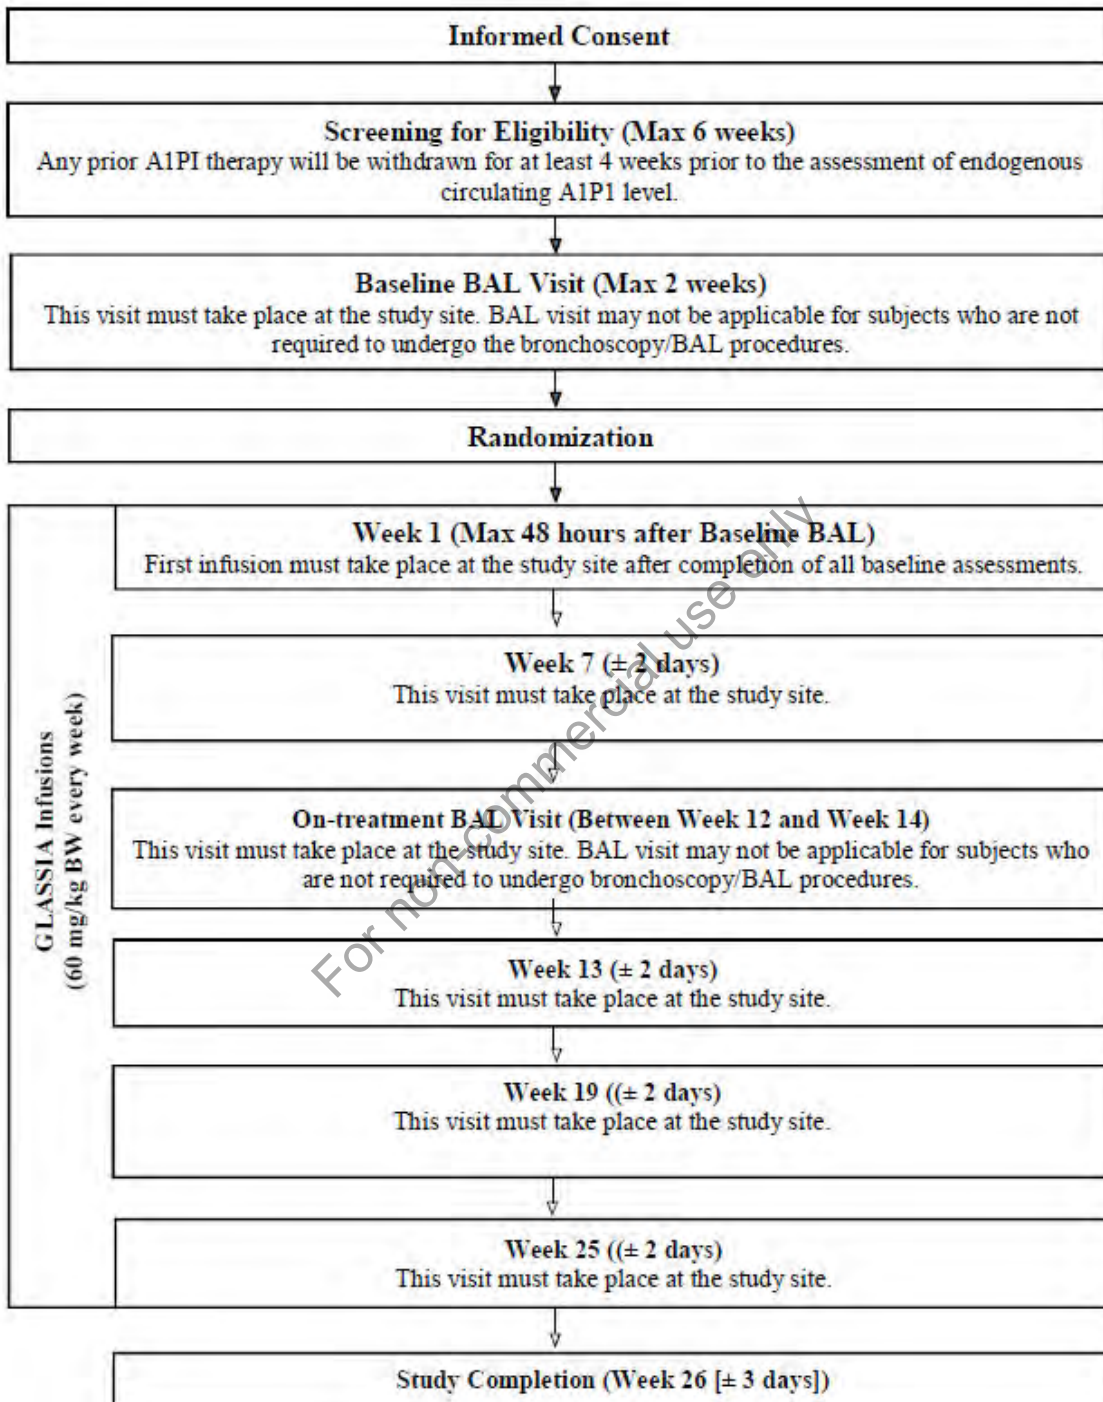 Informed Consent
Screening for Eligibility (Max 6 weeks)
Any prior A1PI therapy will be withdrawn for at least 4 weeks prior to the assessment of endogenous
circulating A1P1 level.
Baseline BAL Visit (Max 2 weeks)
This visit must take place at the study site. BAL visit may not be applicable for subjects who are not
required to undergo the bronchoscopy/BAL procedures.
Randomization
GLASSIA Infusions
(60 mg/kg BW every week)
Week 1 (Max 48 hours after Baseline BAL)
First infusion must take place at the study site after completion of all baseline assessments.
Week 7 (± 2 days)
This visit must take place at the study site.
On-treatment BAL Visit (Between Week 12 and Week 14)
This visit must take place at the study site. BAL visit may not be applicable for subjects who
are not required to undergo bronchoscopy/BAL procedures.
Week 13 (± 2 days)
This visit must take place at the study site.
Week 19 ((± 2 days)
This visit must take place at the study site.
Week 25 ((± 2 days)
This visit must take place at the study site.
Study Completion (Week 26 [± 3 days])
For non-commercial use only